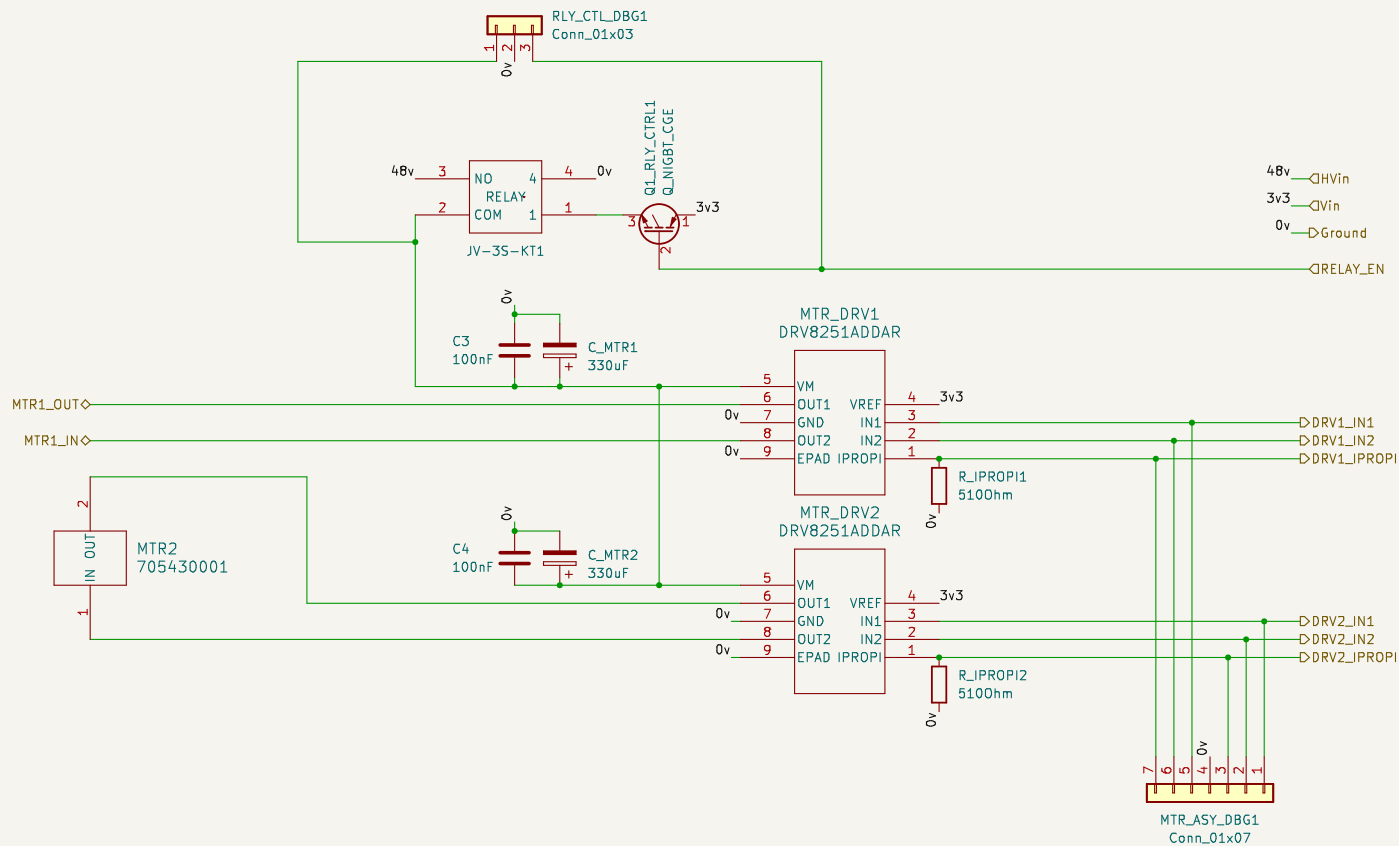 RLY_CTL_DBG1
Conn_01x03
1
2
3
0v
Q1_RLY_CTRL1
Q_NIGBT_CGE
48v
3
NO
4
4
0v
RELAY
2
COM
1
1
3
1
3v3
2
JV-3S-KT1
48v
HVin
3v3
Vin
0v
Ground
RELAY_EN
0v
C3
100nF
C_MTR1
330uF
+
MTR_DRV1
DRV8251ADDAR
5
VM
MTR1_OUT
6
OUT1
VREF
4
3v3
0v
7
GND
IN1
3
DRV1_IN1
MTR1_IN
8
OUT2
IN2
2
DRV1_IN2
0v
9
EPAD
IPROPI
1
DRV1_IPROPI
R_IPROPI1
510Ohm
0v
2
OUT
IN
1
MTR2
705430001
0v
C4
100nF
C_MTR2
330uF
+
MTR_DRV2
DRV8251ADDAR
5
VM
6
OUT1
VREF
4
3v3
0v
7
GND
IN1
3
DRV2_IN1
8
OUT2
IN2
2
DRV2_IN2
0v
9
EPAD
IPROPI
1
DRV2_IPROPI
R_IPROPI2
510Ohm
0v
0v
7
6
5
4
3
2
1
MTR_ASY_DBG1
Conn_01x07